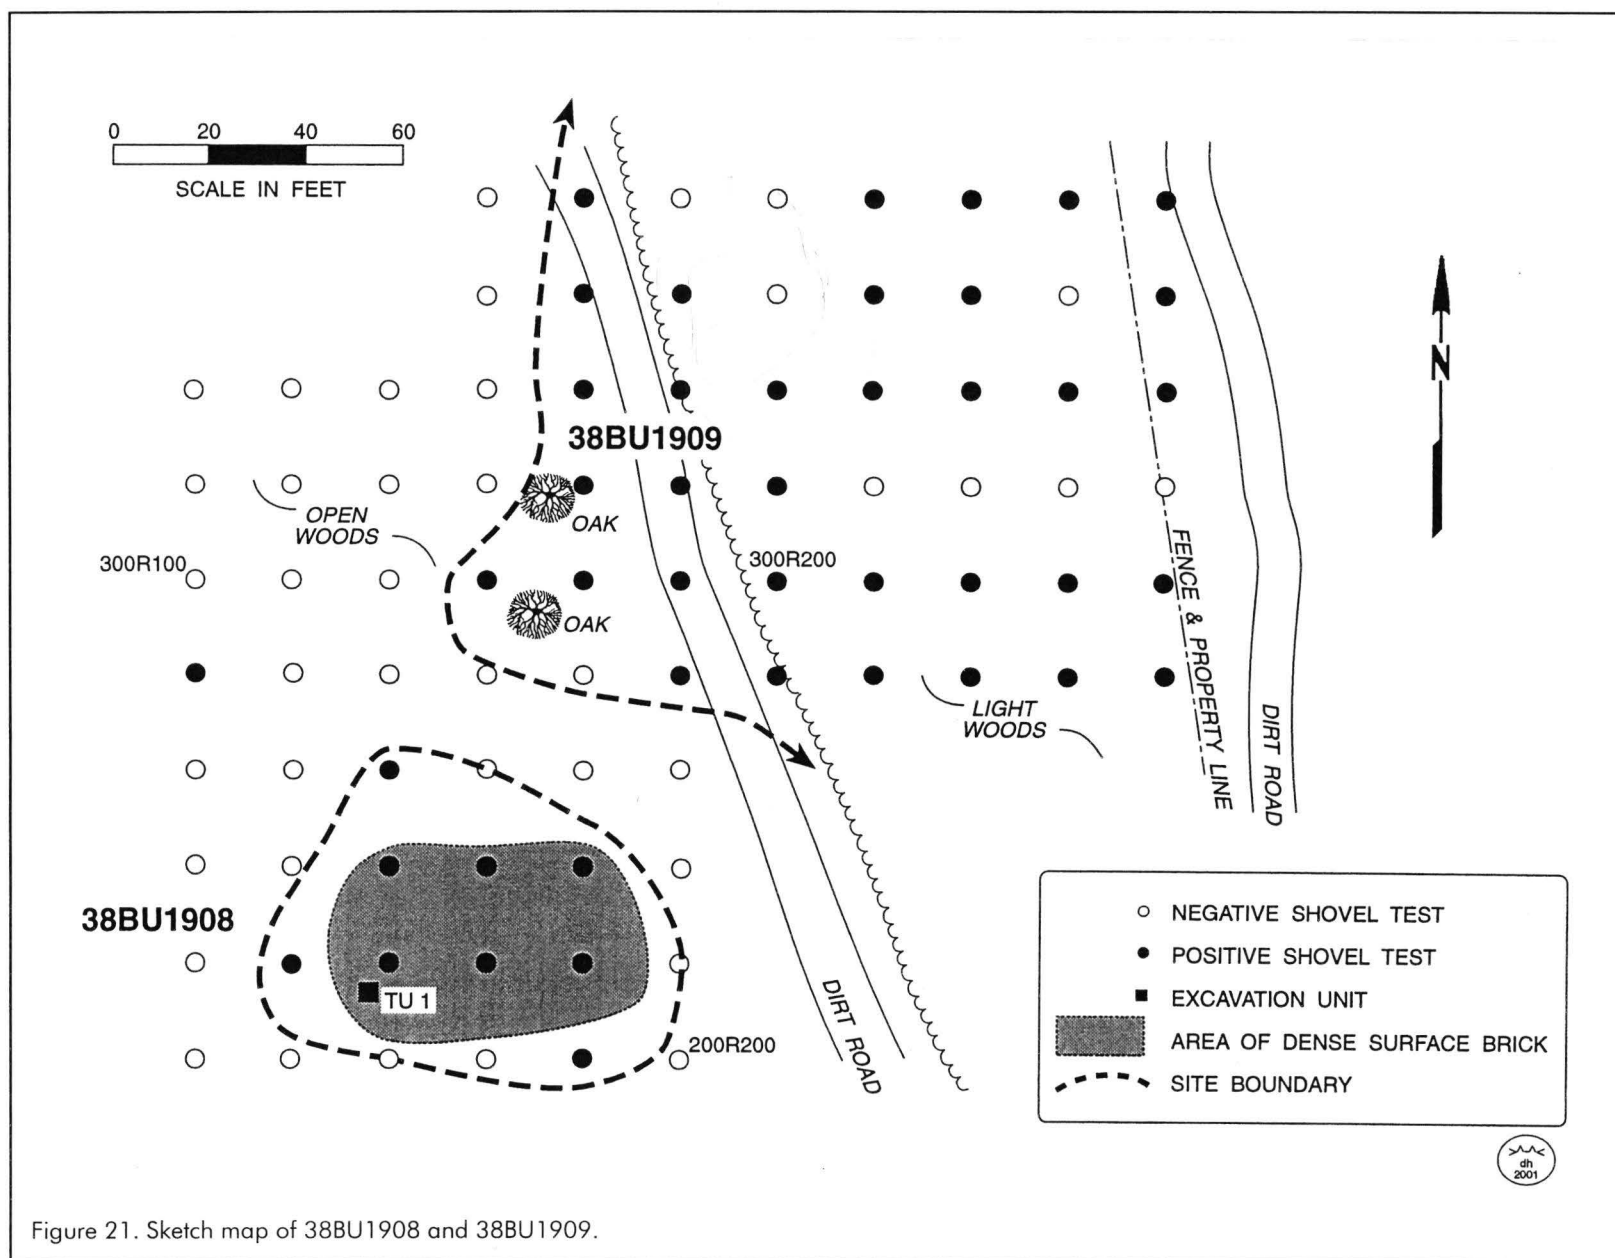 0 20 40 60
SCALE IN FEET
N
38BU1909
OAK
OPEN
WOODS
300R100
300R200
OAK
FENCE & PROPERTY LINE
LIGHT
WOODS
DIRT ROAD
38BU1908
TU 1
DIRT ROAD
200R200
NEGATIVE SHOVEL TEST
POSITIVE SHOVEL TEST
EXCAVATION UNIT
AREA OF DENSE SURFACE BRICK
SITE BOUNDARY
dh
2001
Figure 21. Sketch map of 38BU1908 and 38BU1909.